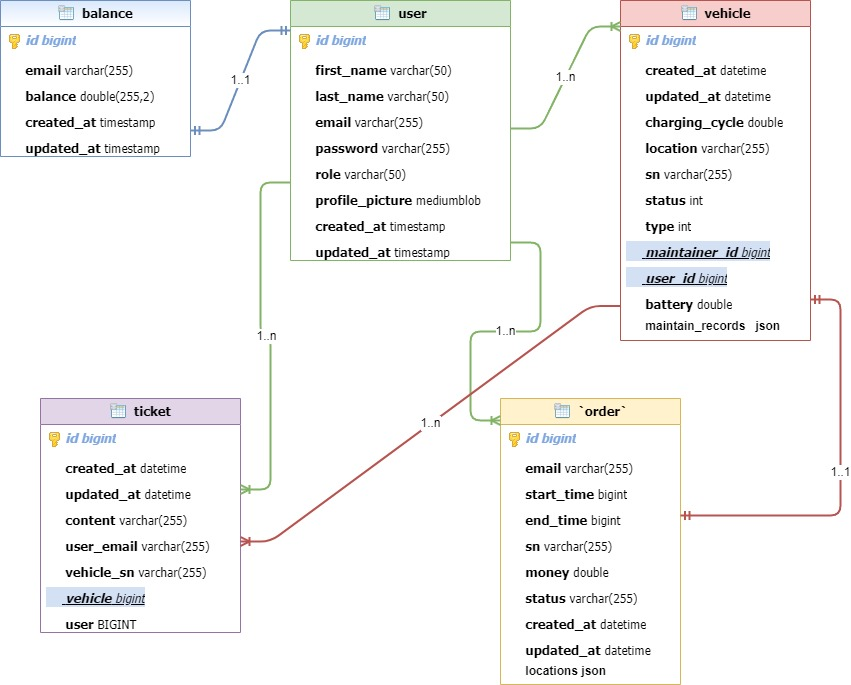 balance
id bigint
email varchar(255)
balance double(255,2)
created_at timestamp
updated_at timestamp
user
id bigint
first_name varchar(50)
last_name varchar(50)
email varchar(255)
password varchar(255)
role varchar(50)
profile_picture mediumblob
created_at timestamp
updated_at timestamp
vehicle
id bigint
created_at datetime
updated_at datetime
charging_cycle double
location varchar(255)
sn varchar(255)
status int
type int
maintainer_id bigint
user_id bigint
battery double
maintain_records json
1..1
1..n
1..n
1..n
1..n
1..1
ticket
id bigint
created_at datetime
updated_at datetime
content varchar(255)
user_email varchar(255)
vehicle_sn varchar(255)
vehicle bigint
user BIGINT
`order`
id bigint
email varchar(255)
start_time bigint
end_time bigint
sn varchar(255)
money double
status varchar(255)
created_at datetime
updated_at datetime
locations json